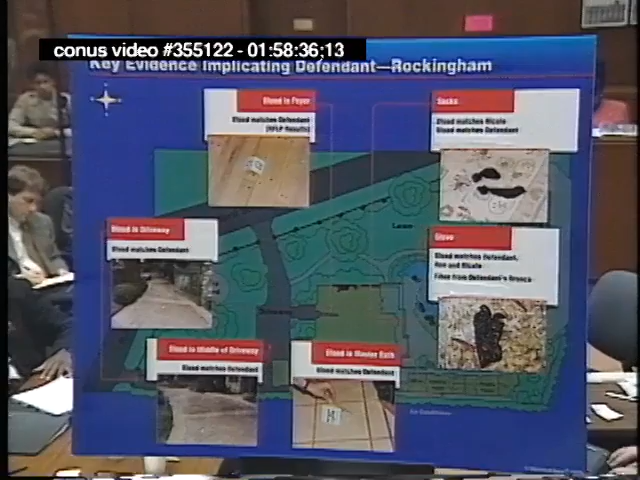 conus video #355122 - 01:58:36:13
Key Evidence Implicating Defendant—Rockingham
Blood in Foyer
Blood matches Defendant
(RFLP Results)
Socks
Blood matches Nicole
Blood matches Defendant
Blood in Driveway
Blood matches Defendant
Glove
Blood matches Defendant,
Ron and Nicole
Fiber from Defendant's Bronco
Blood in Middle of Driveway
Blood matches Defendant
Blood in Master Bath
Blood matches Defendant
Lawn
Air Conditioner